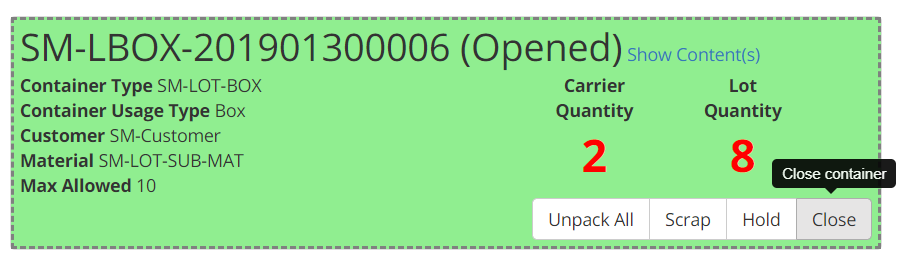 SM-LBOX-201901300006 (Opened) Show Content(s)
Container Type SM-LOT-BOX
Container Usage Type Box
Customer SM-Customer
Material SM-LOT-SUB-MAT
Max Allowed 10
Carrier
Quantity
2
Lot
Quantity
8
Close container
Unpack All Scrap Hold Close